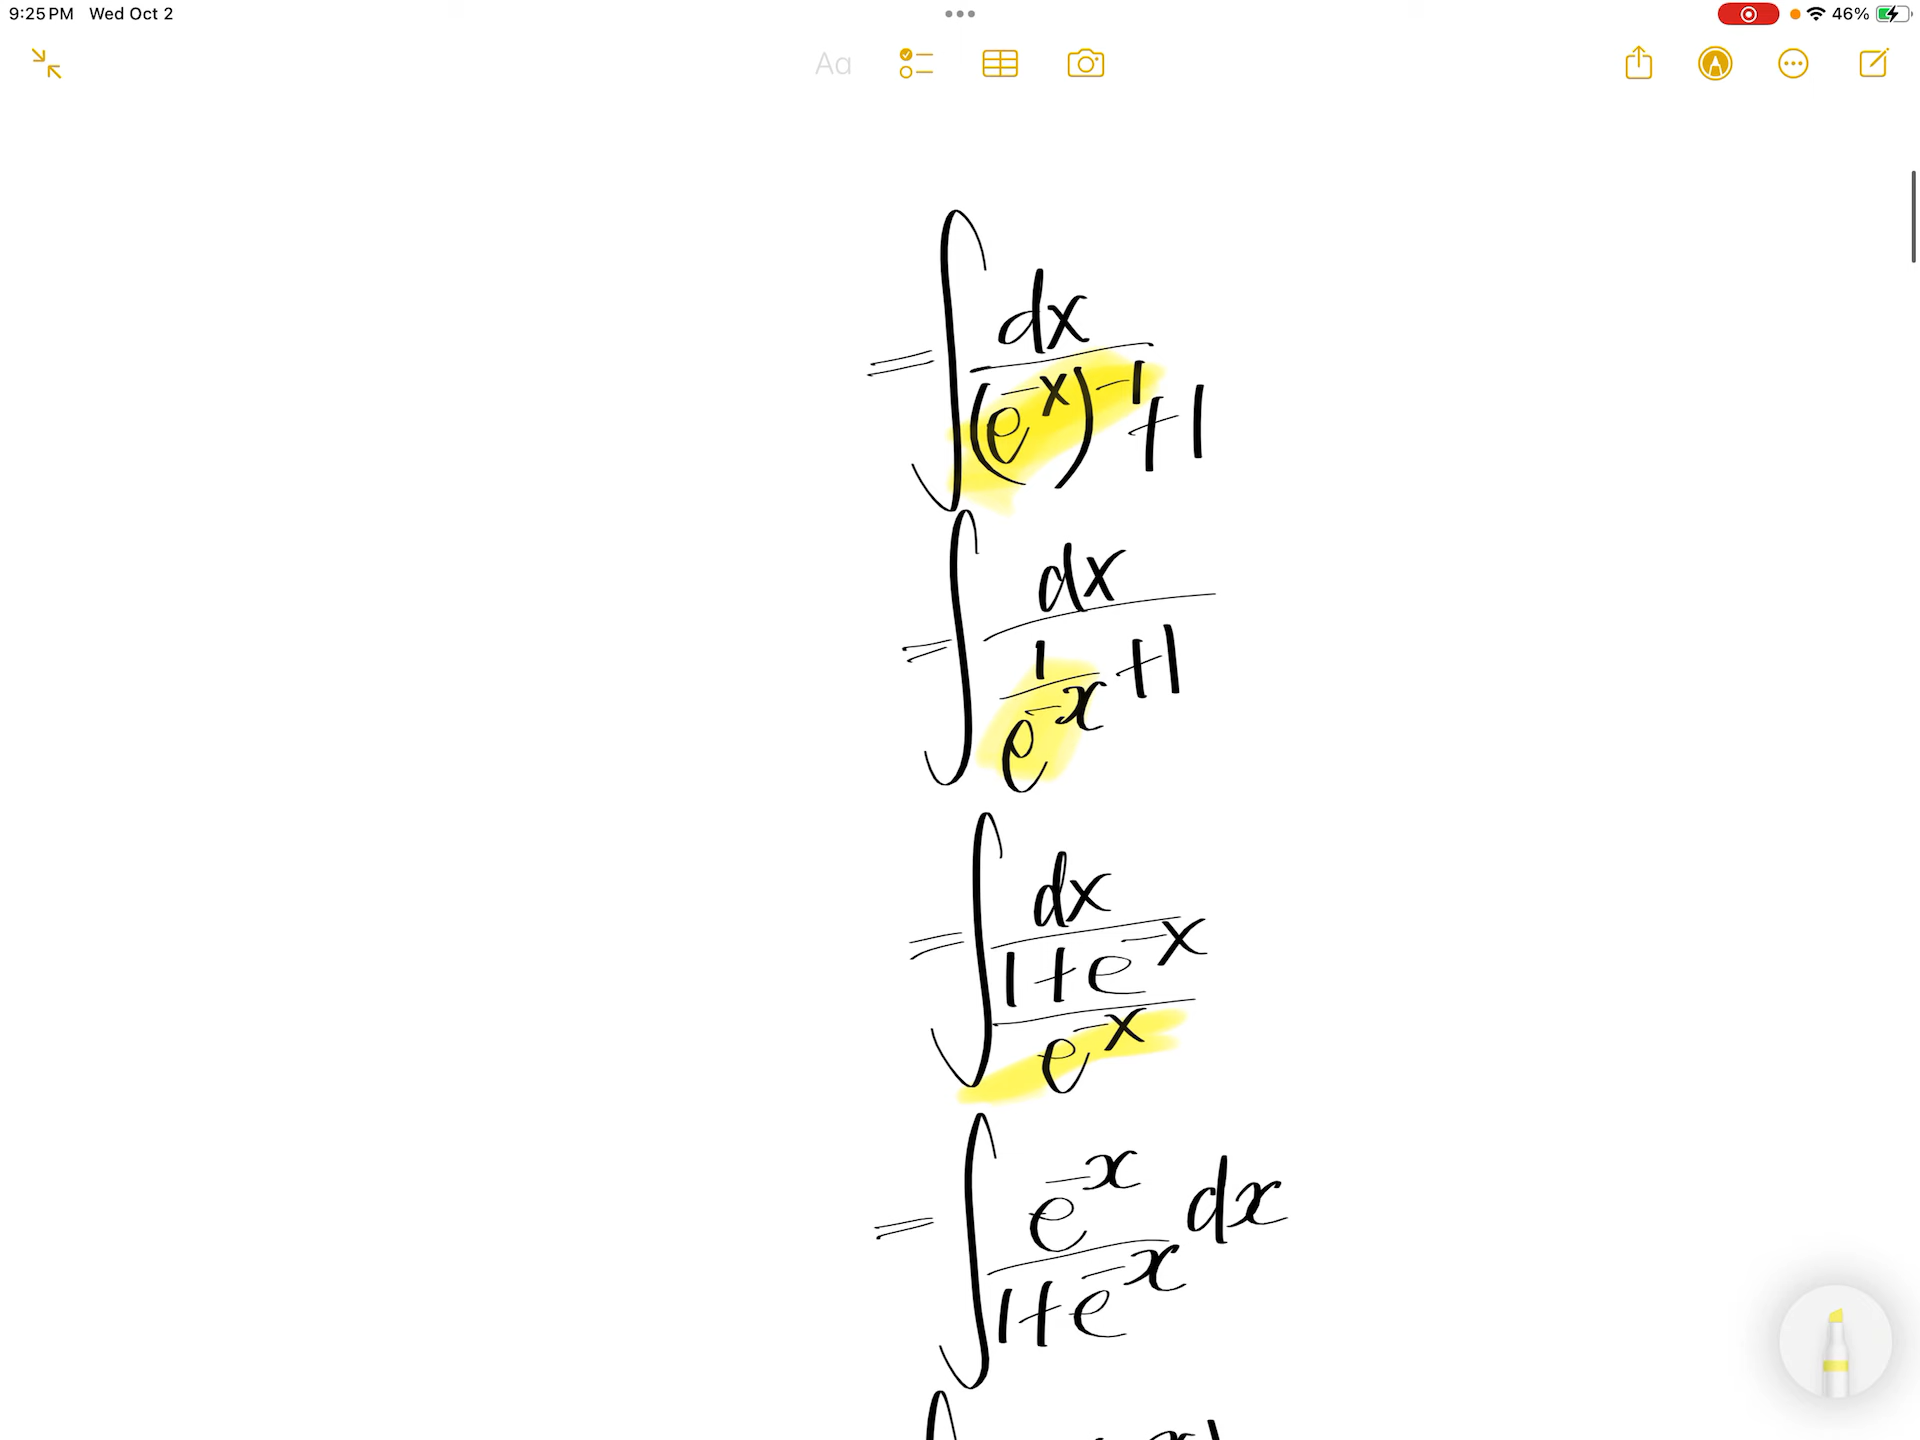 9:25 PM Wed Oct 2 46%
Aa
= ∫ dx / ((e^-x)^-1 + 1)
= ∫ dx / (1/e^-x + 1)
= ∫ dx / ((1+e^-x)/e^-x)
= ∫ e^-x / (1+e^-x) dx